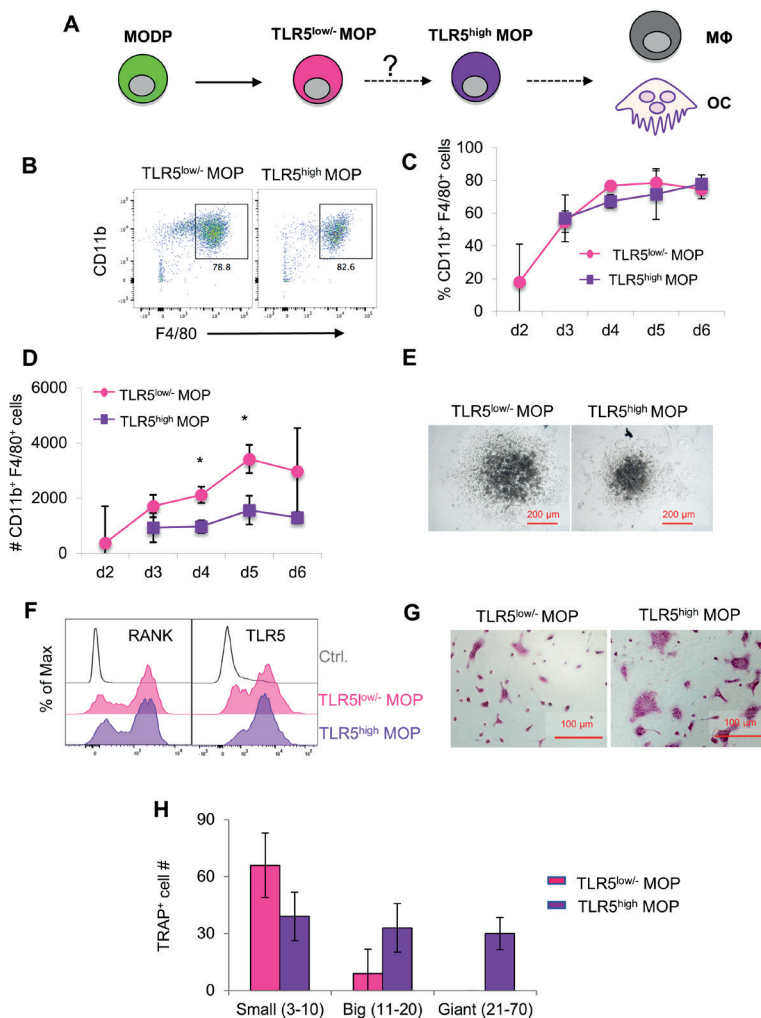 A
MODP
TLR5low/- MOP
TLR5high MOP
MΦ
?
OC
B
TLR5low/- MOP
TLR5high MOP
CD11b
78.8
82.6
F4/80
C
% CD11b+ F4/80+ cells
100
80
60
40
20
0
TLR5low/- MOP
TLR5high MOP
d2 d3 d4 d5 d6
D
# CD11b+ F4/80+ cells
6000
4000
2000
0
TLR5low/- MOP
TLR5high MOP
*
*
d2 d3 d4 d5 d6
E
TLR5low/- MOP
TLR5high MOP
200 µm
200 µm
F
% of Max
RANK
TLR5
Ctrl.
TLR5low/- MOP
TLR5high MOP
G
TLR5low/- MOP
TLR5high MOP
100 µm
100 µm
H
TRAP+ cell #
90
60
30
0
TLR5low/- MOP
TLR5high MOP
Small (3-10) Big (11-20) Giant (21-70)